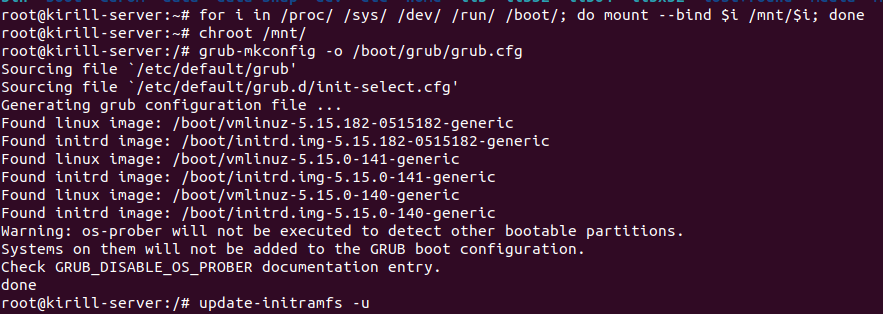 root@kirill-server:~# for i in /proc/ /sys/ /dev/ /run/ /boot/; do mount --bind $i /mnt/$i; done
root@kirill-server:~# chroot /mnt/
root@kirill-server:/# grub-mkconfig -o /boot/grub/grub.cfg
Sourcing file `/etc/default/grub'
Sourcing file `/etc/default/grub.d/init-select.cfg'
Generating grub configuration file ...
Found linux image: /boot/vmlinuz-5.15.182-0515182-generic
Found initrd image: /boot/initrd.img-5.15.182-0515182-generic
Found linux image: /boot/vmlinuz-5.15.0-141-generic
Found initrd image: /boot/initrd.img-5.15.0-141-generic
Found linux image: /boot/vmlinuz-5.15.0-140-generic
Found initrd image: /boot/initrd.img-5.15.0-140-generic
Warning: os-prober will not be executed to detect other bootable partitions.
Systems on them will not be added to the GRUB boot configuration.
Check GRUB_DISABLE_OS_PROBER documentation entry.
done
root@kirill-server:/# update-initramfs -u